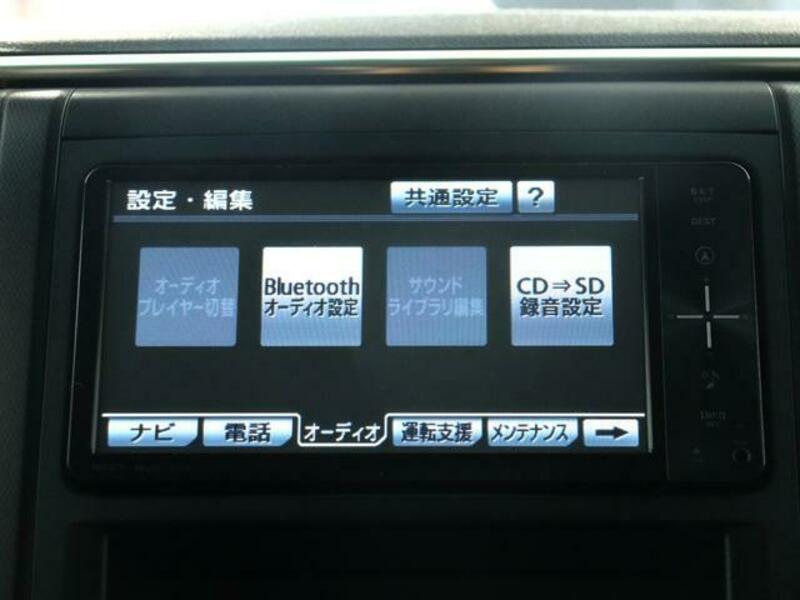 設定・編集
共通設定
?
オーディオ
プレイヤー切替
Bluetooth
オーディオ設定
サウンド
ライブラリ編集
CD⇒SD
録音設定
ナビ
電話
オーディオ
運転支援
メンテナンス
→
DEST
A